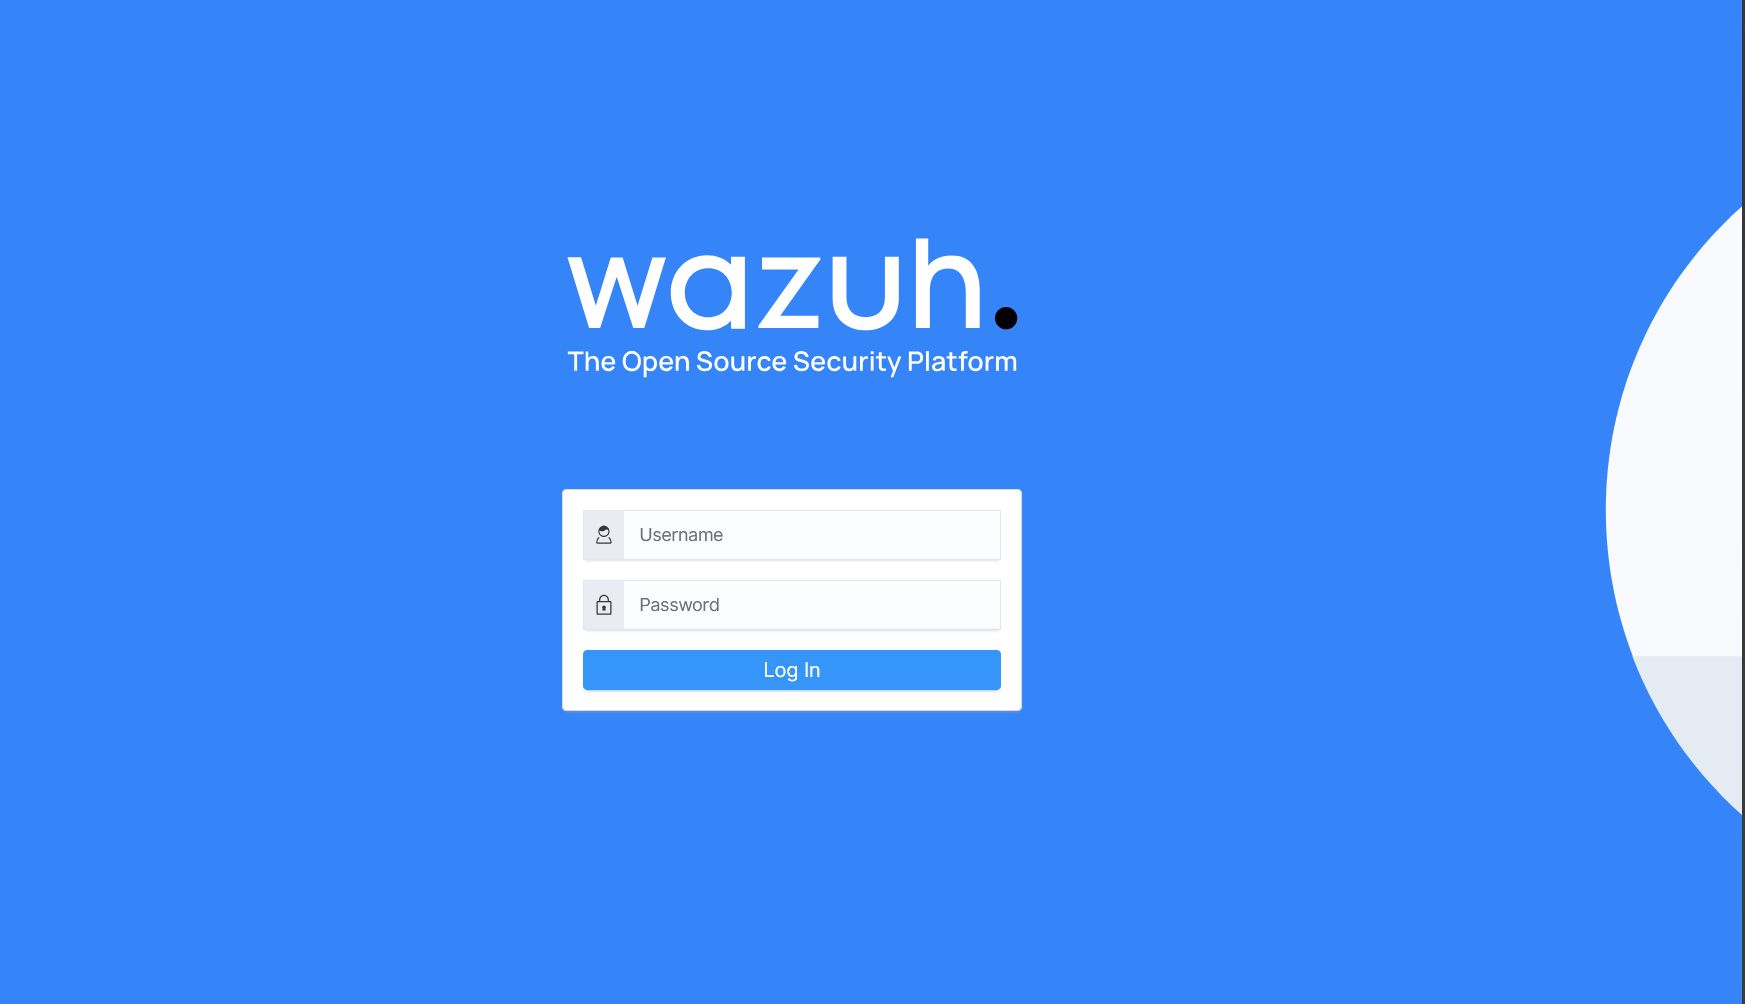 wazuh.
The Open Source Security Platform
Username
Password
Log In